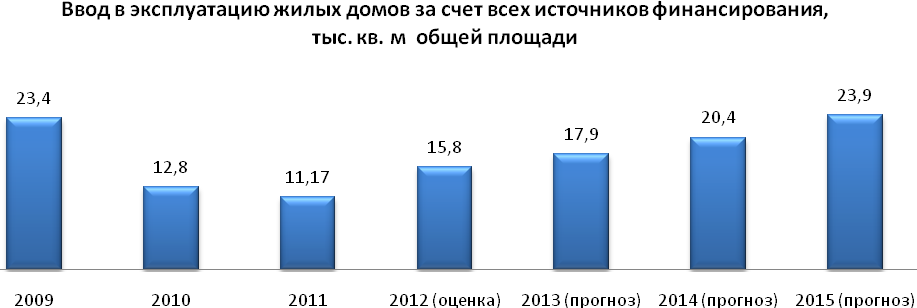 Ввод в эксплуатацию жилых домов за счет всех источников финансирования,
тыс. кв. м общей площади
23,4
12,8
11,17
15,8
17,9
20,4
23,9
2009
2010
2011
2012 (оценка)
2013 (прогноз)
2014 (прогноз)
2015 (прогноз)